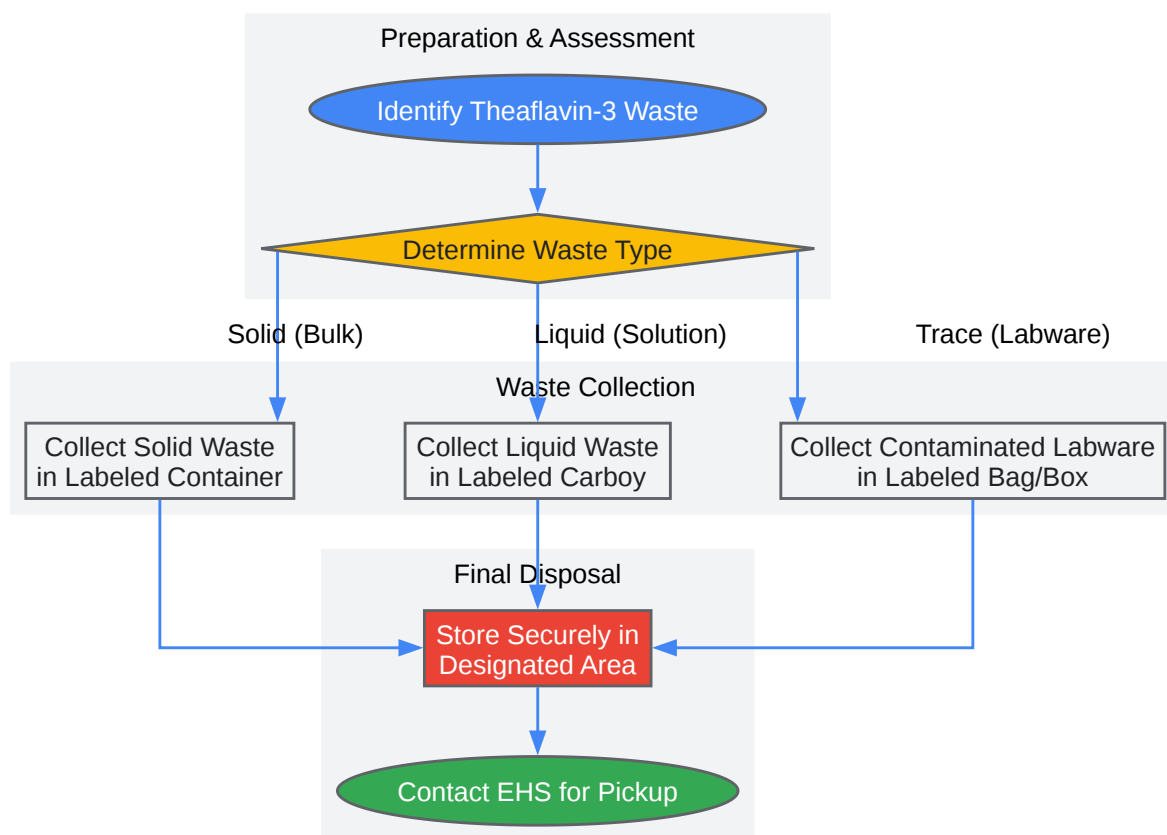 Preparation & Assessment
Identify Theaflavin-3 Waste
Determine Waste Type
Solid (Bulk)
Liquid (Solution)
Trace (Labware)
Waste Collection
Collect Solid Waste
in Labeled Container
Collect Liquid Waste
in Labeled Carboy
Collect Contaminated Labware
in Labeled Bag/Box
Final Disposal
Store Securely in
Designated Area
Contact EHS for Pickup